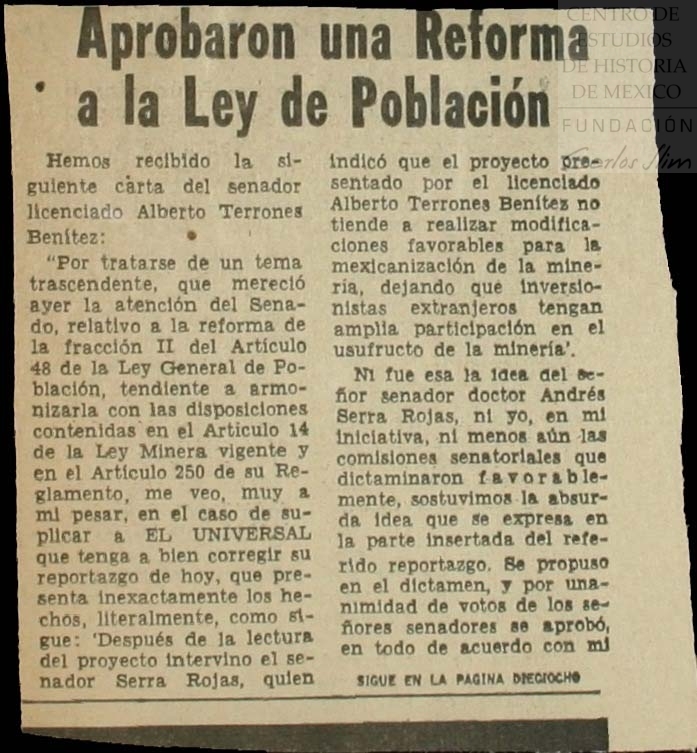 Aprobaron una Reforma
a la Ley de Población
CENTRO DE
ESTUDIOS
DE HISTORIA
DE MEXICO
FUNDACIÓN
Carlos Slim
Hemos recibido la si-
guiente carta del senador
licenciado Alberto Terrones
Benítez:
"Por tratarse de un tema
trascendente, que mereció
ayer la atención del Sena-
do, relativo a la reforma de
la fracción II del Artículo
48 de la Ley General de Po-
blación, tendiente a armo-
nizarla con las disposiciones
contenidas en el Artículo 14
de la Ley Minera vigente y
en el Artículo 250 de su Re-
glamento, me veo, muy a
mi pesar, en el caso de su-
plicar a EL UNIVERSAL
que tenga a bien corregir su
reportazgo de hoy, que pre-
senta inexactamente los he-
chos, literalmente, como si-
gue: 'Después de la lectura
del proyecto intervino el se-
nador Serra Rojas, quien
indicó que el proyecto pre-
sentado por el licenciado
Alberto Terrones Benítez no
tiende a realizar modifica-
ciones favorables para la
mexicanización de la mine-
ría, dejando que inversio-
nistas extranjeros tengan
amplia participación en el
usufructo de la minería'.
Ni fue esa la idea del se-
ñor senador doctor Andrés
Serra Rojas, ni yo, en mi
iniciativa, ni menos aún las
comisiones senatoriales que
dictaminaron favorable-
mente, sostuvimos la absur-
da idea que se expresa en
la parte insertada del refe-
rido reportazgo. Se propuso
en el dictamen, y por una-
nimidad de votos de los se-
ñores senadores se aprobó,
en todo de acuerdo con mi
SIGUE EN LA PAGINA DIECIOCHO